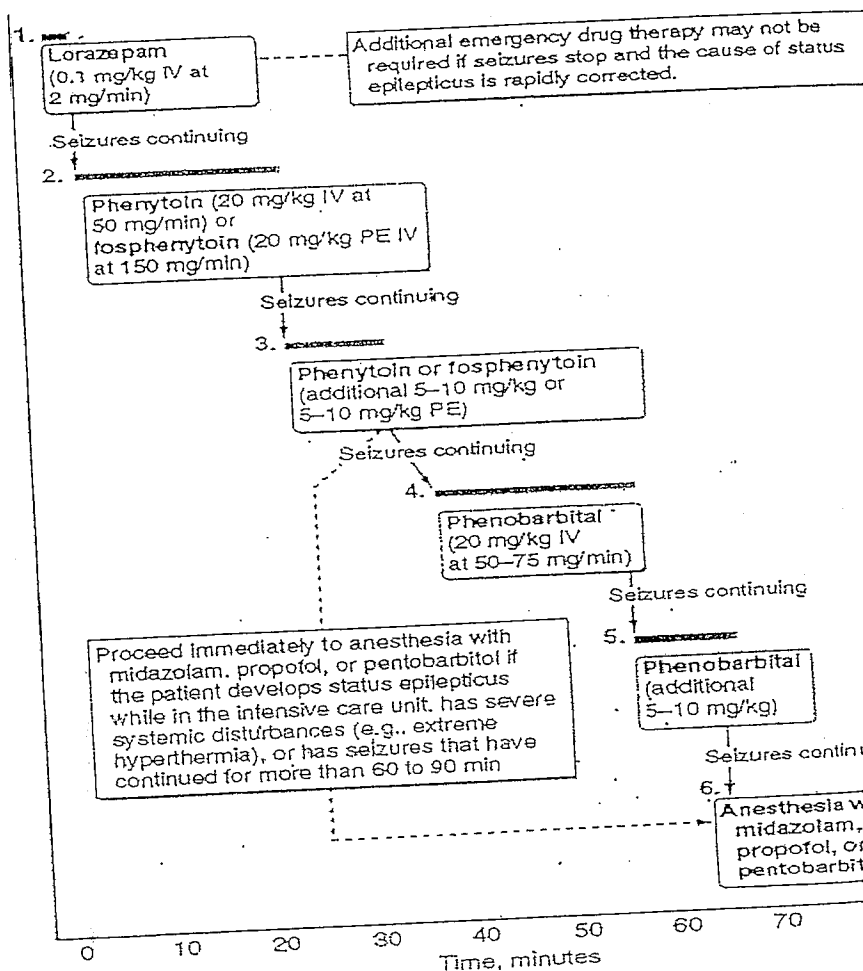 1.
Lorazepam
(0.1 mg/kg IV at
2 mg/min)
Additional emergency drug therapy may not be
required if seizures stop and the cause of status
epilepticus is rapidly corrected.
Seizures continuing
2.
Phenytoin (20 mg/kg IV at
50 mg/min) or
fosphenytoin (20 mg/kg PE IV
at 150 mg/min)
Seizures continuing
3.
Phenytoin or fosphenytoin
(additional 5–10 mg/kg or
5–10 mg/kg PE)
Seizures continuing
4.
Phenobarbital
(20 mg/kg IV
at 50–75 mg/min)
Seizures continuing
5.
Phenobarbital
(additional
5–10 mg/kg)
Proceed immediately to anesthesia with
midazolam, propofol, or pentobarbitol if
the patient develops status epilepticus
while in the intensive care unit, has severe
systemic disturbances (e.g., extreme
hyperthermia), or has seizures that have
continued for more than 60 to 90 min
Seizures continu
6.
Anesthesia w
midazolam,
propofol, or
pentobarbit
0 10 20 30 40 50 60 70
Time, minutes